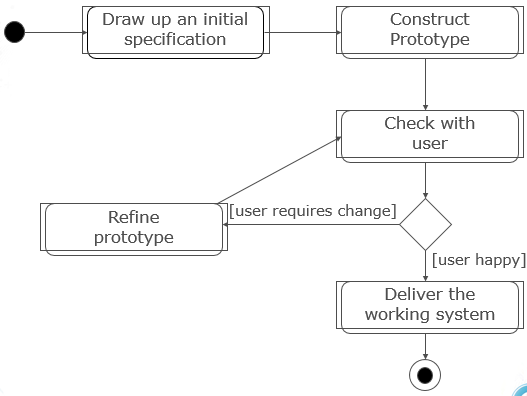 Draw up an initial
specification
Construct
Prototype
Check with
user
[user requires change]
Refine
prototype
[user happy]
Deliver the
working system